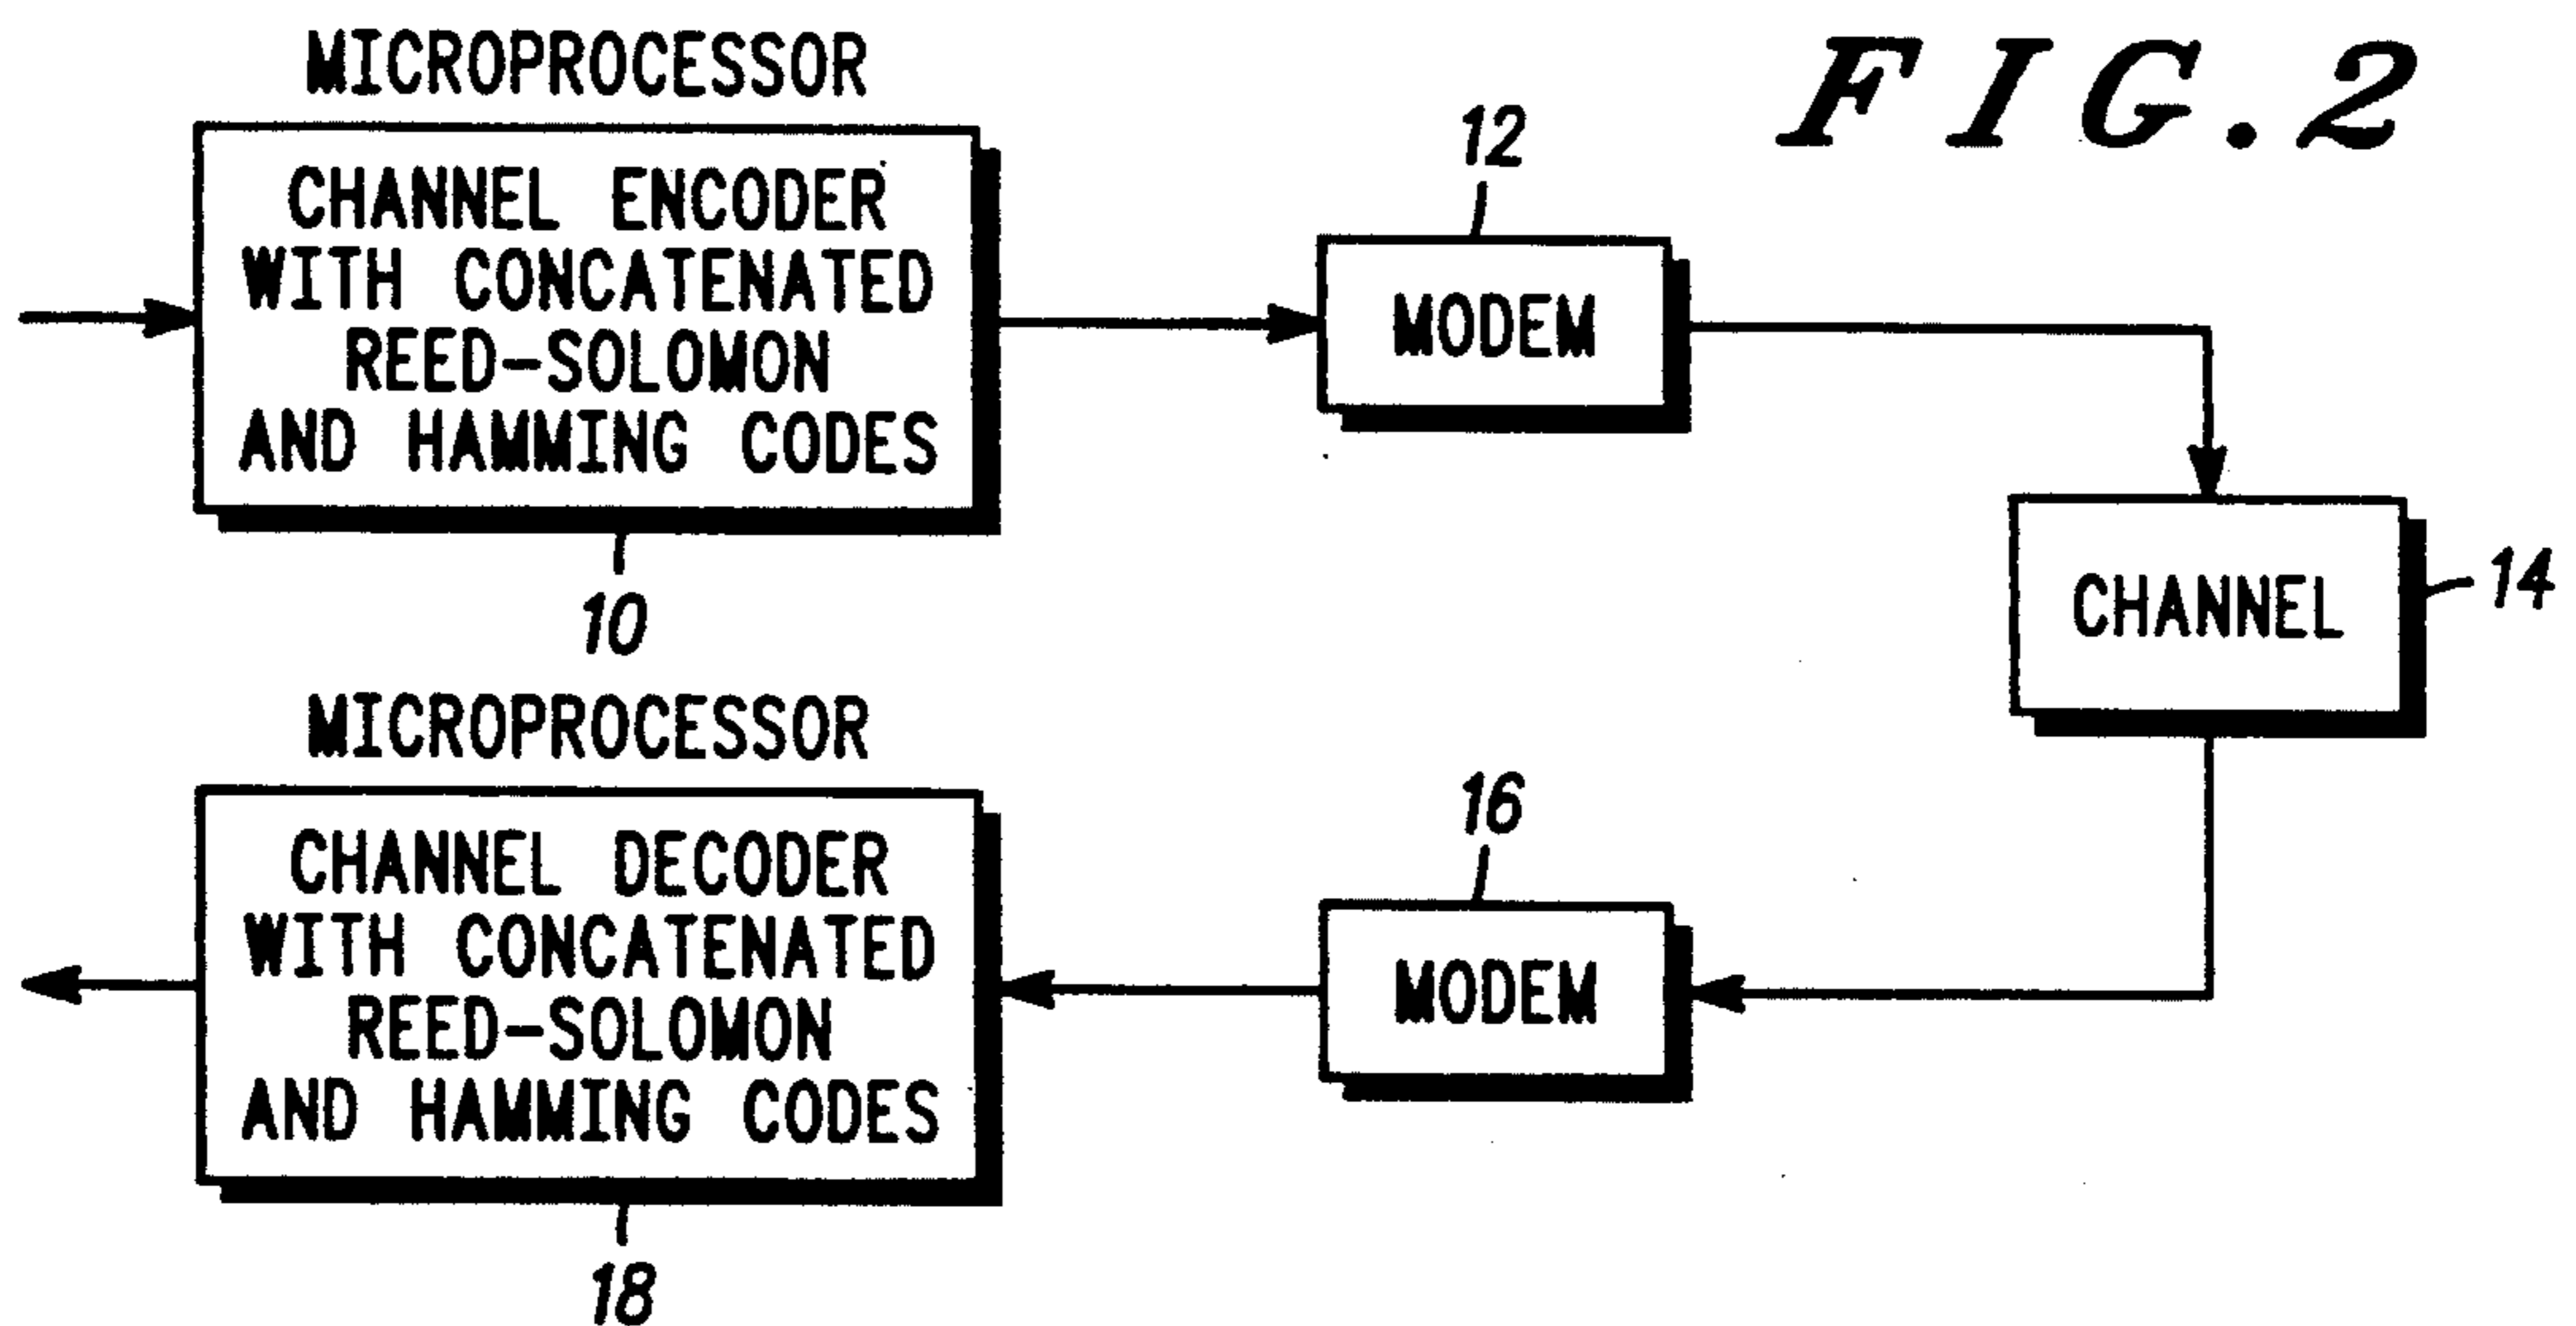 MICROPROCESSOR
FIG.2
12
CHANNEL ENCODER
WITH CONCATENATED
REED-SOLOMON
AND HAMMING CODES
MODEM
10
CHANNEL
14
MICROPROCESSOR
16
CHANNEL DECODER
WITH CONCATENATED
REED-SOLOMON
AND HAMMING CODES
MODEM
18